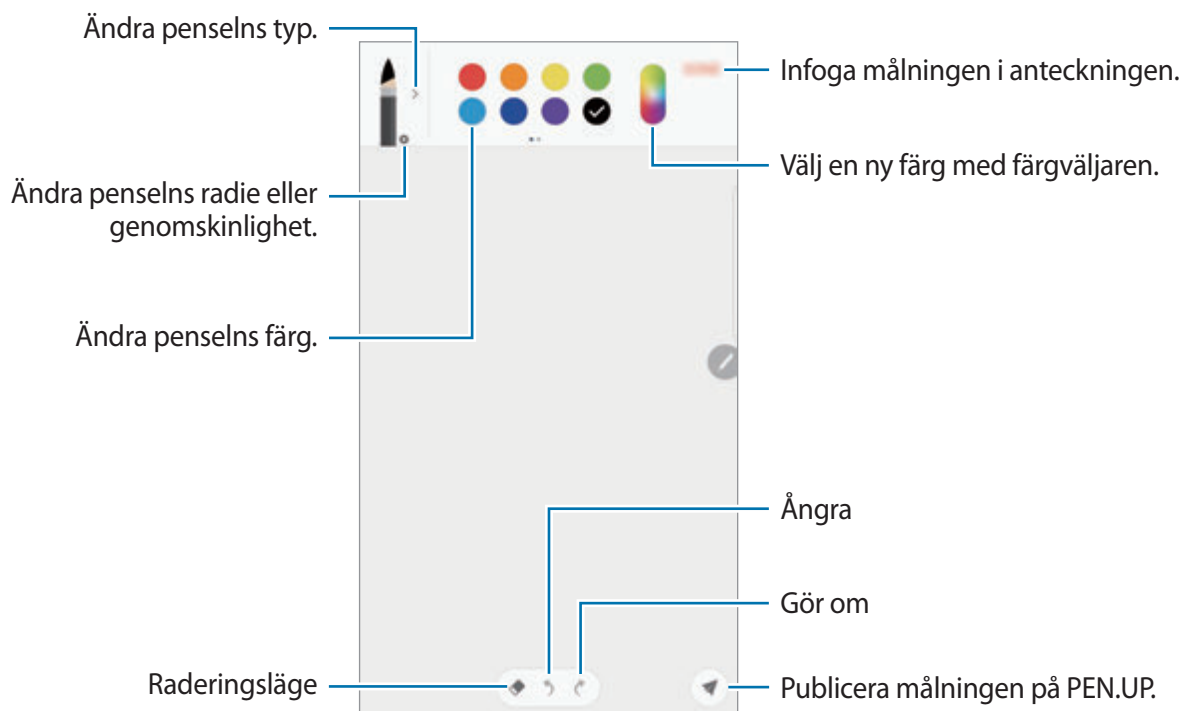 Ändra penselns typ.
Infoga målningen i anteckningen.
Välj en ny färg med färgväljaren.
Ändra penselns radie eller
genomskinlighet.
Ändra penselns färg.
Ångra
Gör om
Raderingsläge
Publicera målningen på PEN.UP.